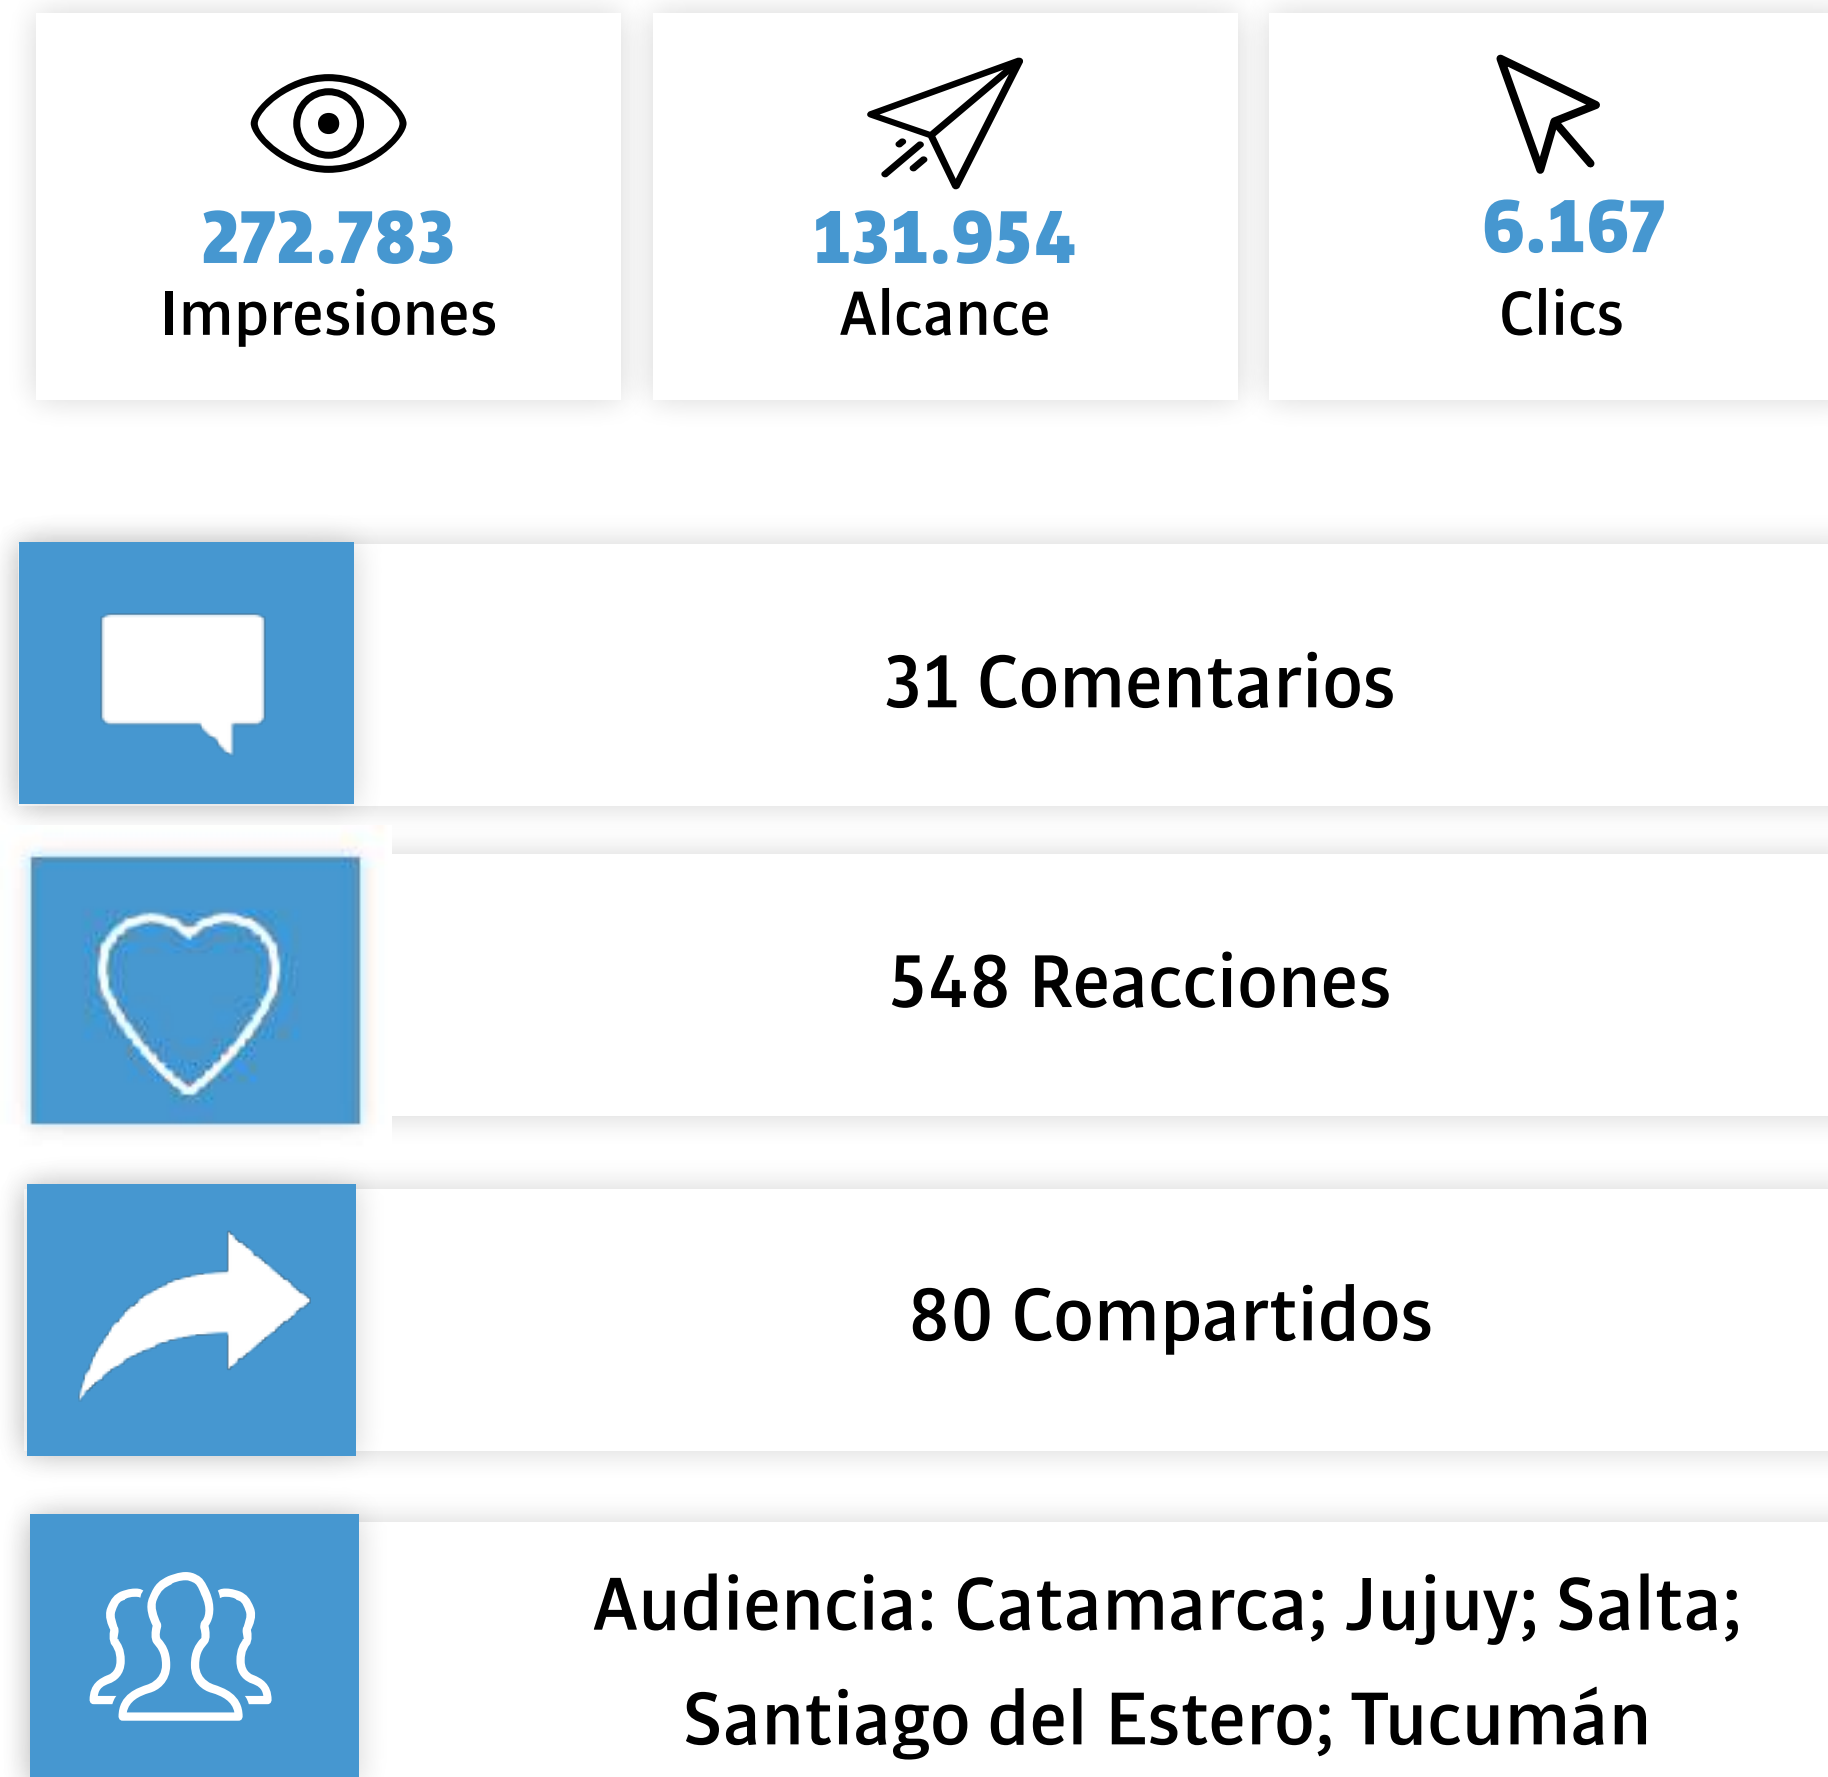 272.783
Impresiones
131.954
Alcance
6.167
Clics
31 Comentarios
548 Reacciones
80 Compartidos
Audiencia: Catamarca; Jujuy; Salta;
Santiago del Estero; Tucumán